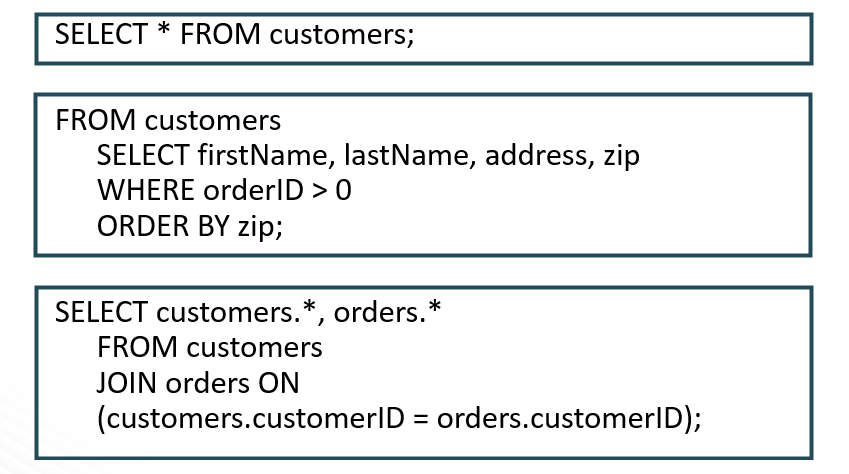 SELECT * FROM customers;
FROM customers
SELECT firstName, lastName, address, zip
WHERE orderID > 0
ORDER BY zip;
SELECT customers.*, orders.*
FROM customers
JOIN orders ON
(customers.customerID = orders.customerID);